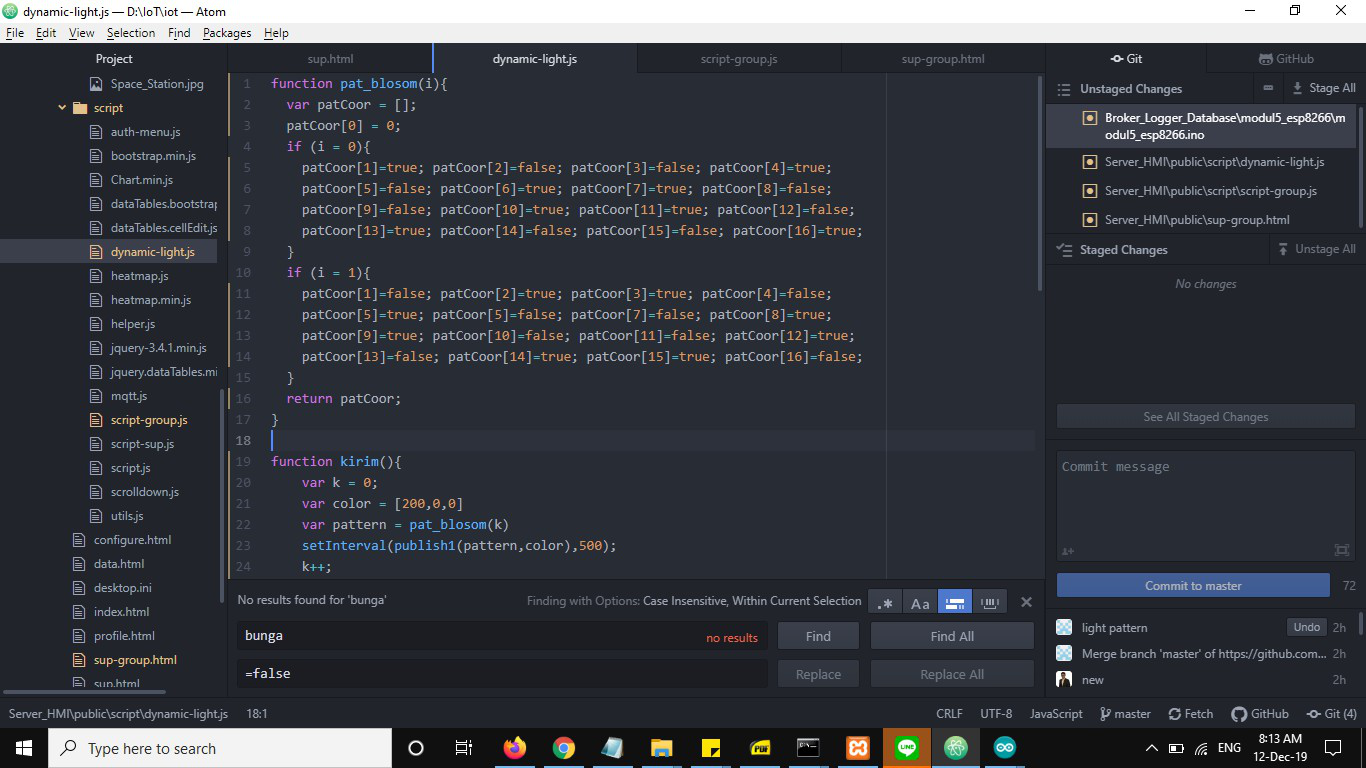 dynamic-light.js — D:\IoT\iot — Atom
File Edit View Selection Find Packages Help
Project
Space_Station.jpg
script
auth-menu.js
bootstrap.min.js
Chart.min.js
dataTables.bootstrap
dataTables.cellEdit.js
dynamic-light.js
heatmap.js
heatmap.min.js
helper.js
jquery-3.4.1.min.js
jquery.dataTables.mi
mqtt.js
script-group.js
script-sup.js
script.js
scrolldown.js
utils.js
configure.html
data.html
desktop.ini
index.html
profile.html
sup-group.html
sup.html
sup.html dynamic-light.js script-group.js sup-group.html
1 function pat_blosom(i){
2 var patCoor = [];
3 patCoor[0] = 0;
4 if (i = 0){
5 patCoor[1]=true; patCoor[2]=false; patCoor[3]=false; patCoor[4]=true;
6 patCoor[5]=false; patCoor[6]=true; patCoor[7]=true; patCoor[8]=false;
7 patCoor[9]=false; patCoor[10]=true; patCoor[11]=true; patCoor[12]=false;
8 patCoor[13]=true; patCoor[14]=false; patCoor[15]=false; patCoor[16]=true;
9 }
10 if (i = 1){
11 patCoor[1]=false; patCoor[2]=true; patCoor[3]=true; patCoor[4]=false;
12 patCoor[5]=true; patCoor[5]=false; patCoor[7]=false; patCoor[8]=true;
13 patCoor[9]=true; patCoor[10]=false; patCoor[11]=false; patCoor[12]=true;
14 patCoor[13]=false; patCoor[14]=true; patCoor[15]=true; patCoor[16]=false;
15 }
16 return patCoor;
17 }
18
19 function kirim(){
20 var k = 0;
21 var color = [200,0,0]
22 var pattern = pat_blosom(k)
23 setInterval(publish1(pattern,color),500);
24 k++;
No results found for 'bunga' Finding with Options: Case Insensitive, Within Current Selection .* Aa
bunga no results Find Find All
=false Replace Replace All
Git GitHub
Unstaged Changes Stage All
Broker_Logger_Database\modul5_esp8266\m
odul5_esp8266.ino
Server_HMI\public\script\dynamic-light.js
Server_HMI\public\script\script-group.js
Server_HMI\public\sup-group.html
Staged Changes Unstage All
No changes
See All Staged Changes
Commit message
Commit to master 72
light pattern Undo 2h
Merge branch 'master' of https://github.com... 2h
new 2h
Server_HMI\public\script\dynamic-light.js 18:1 CRLF UTF-8 JavaScript master Fetch GitHub Git (4)
Type here to search
PDF
LINE
ENG
8:13 AM
12-Dec-19